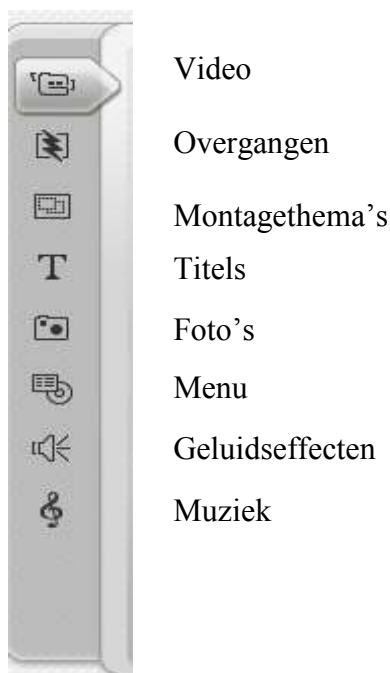 Video
Overgangen
Montagethema's
T Titels
Foto's
Menu
Geluidseffecten
Muziek